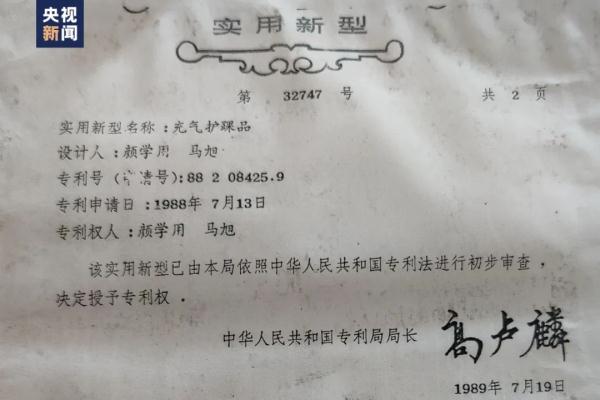 央视
新闻
实用新型
第 32747 号 共 2 页
实用新型名称：充气护踝品
设计人：颜学用 马旭
专利号(申请号):88 2 08425.9
专利申请日：1988年 7月13日
专利权人：颜学用 马旭
该实用新型已由本局依照中华人民共和国专利法进行初步审查，
决定授予专利权．
中华人民共和国专利局局长 高卢麟
1989年 7月19日